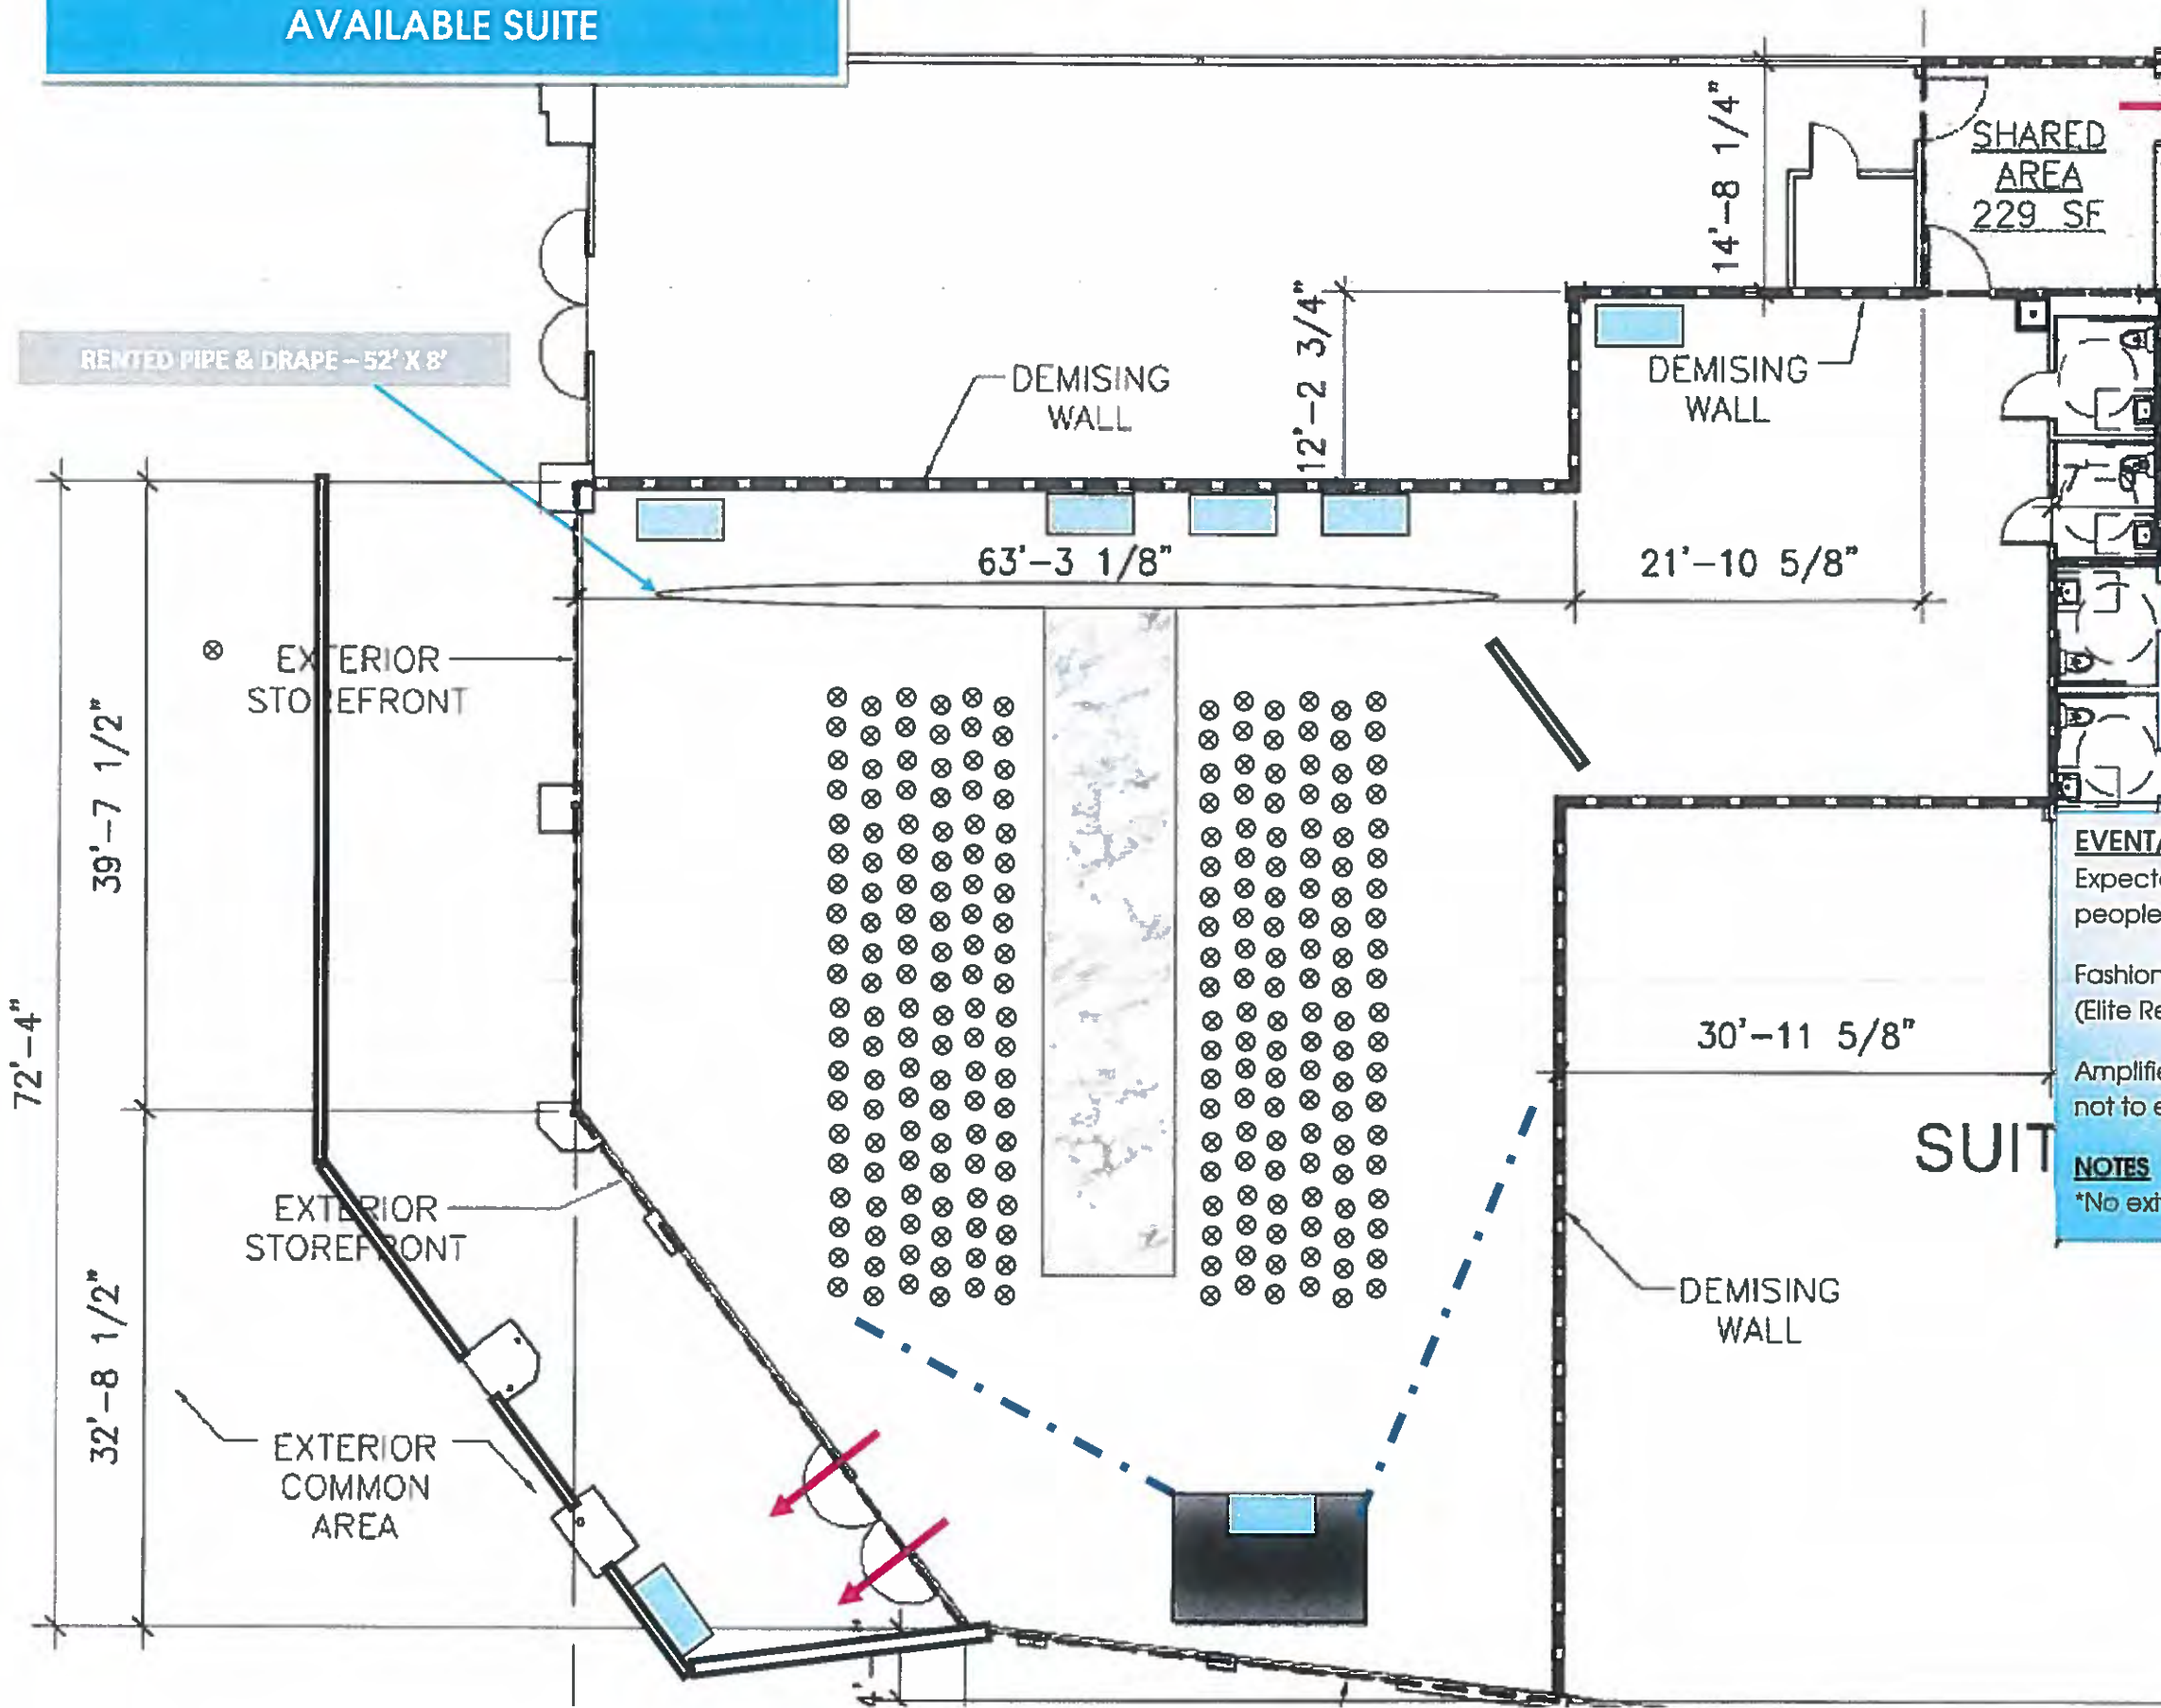 AVAILABLE SUITE
14'-8 1/4"
SHARED
AREA
229 SF
RENTED PIPE & DRAPE – 52' X 8'
DEMISING
WALL
12'-2 3/4"
DEMISING
WALL
63'-3 1/8"
21'-10 5/8"
EXTERIOR
STOREFRONT
39'-7 1/2"
72'-4"
EVENT/
Expect
people
Fashion
(Elite Re
Amplifie
not to e
30'-11 5/8"
SUIT
NOTES
*No exi
EXTERIOR
STOREFRONT
DEMISING
WALL
32'-8 1/2"
EXTERIOR
COMMON
AREA